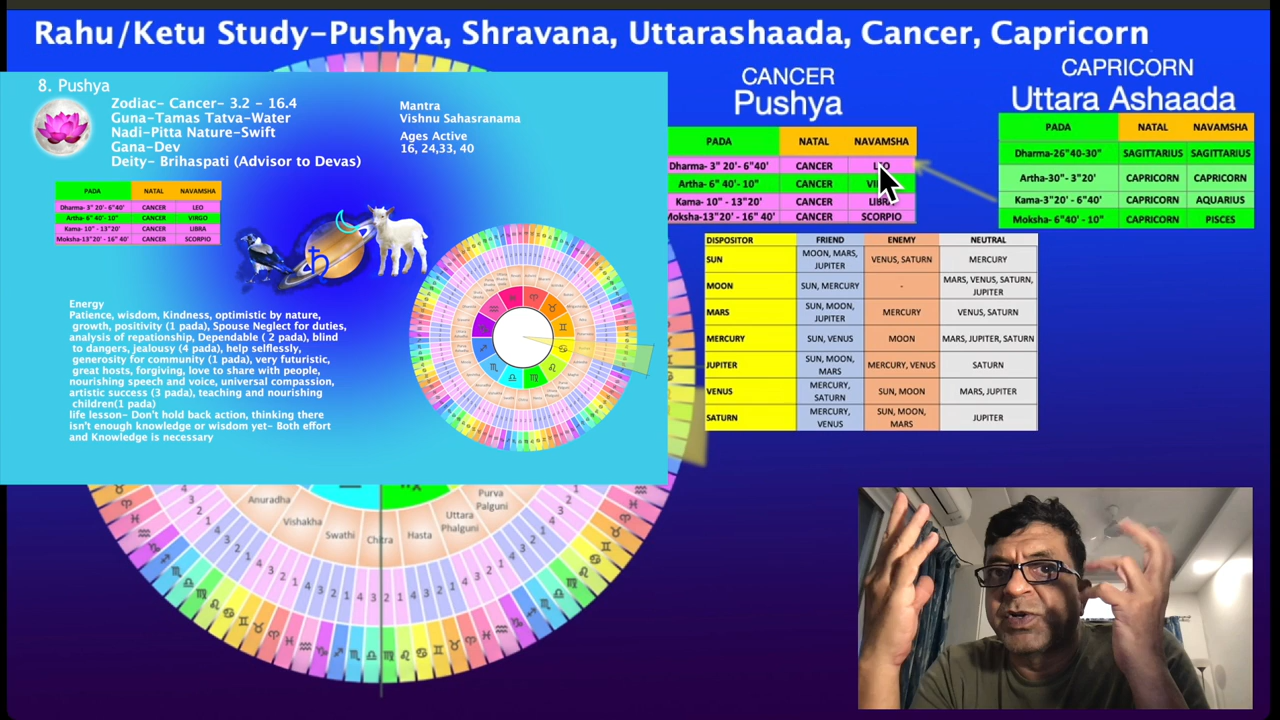 Rahu/Ketu Study-Pushya, Shravana, Uttarashaada, Cancer, Capricorn
8. Pushya
Zodiac- Cancer- 3.2 - 16.4
Guna-Tamas Tatva-Water
Nadi-Pitta Nature-Swift
Gana-Dev
Deity- Brihaspati (Advisor to Devas)
Mantra
Vishnu Sahasranama
Ages Active
16, 24,33, 40
PADA NATAL NAVAMSHA
Dharma- 3" 20'- 6"40' CANCER LEO
Artha- 6" 40'- 10" CANCER VIRGO
Kama- 10" - 13"20' CANCER LIBRA
Moksha-13"20' - 16" 40' CANCER SCORPIO
Energy
Patience, wisdom, Kindness, optimistic by nature,
growth, positivity (1 pada), Spouse Neglect for duties,
analysis of repationship, Dependable ( 2 pada), blind
to dangers, jealousy (4 pada), help selflessly,
generosity for community (1 pada), very futuristic,
great hosts, forgiving, love to share with people,
nourishing speech and voice, universal compassion,
artistic success (3 pada), teaching and nourishing
children(1 pada)
life lesson- Don't hold back action, thinking there
isn't enough knowledge or wisdom yet- Both effort
and Knowledge is necessary
CANCER
Pushya
PADA NATAL NAVAMSHA
Dharma- 3" 20'- 6"40' CANCER
Artha- 6" 40'- 10" CANCER
Kama- 10" - 13"20' CANCER
Moksha-13"20' - 16" 40' CANCER SCORPIO
CAPRICORN
Uttara Ashaada
PADA NATAL NAVAMSHA
Dharma-26"40-30" SAGITTARIUS SAGITTARIUS
Artha-30"- 3"20' CAPRICORN CAPRICORN
Kama-3"20' - 6"40' CAPRICORN AQUARIUS
Moksha- 6"40' - 10" CAPRICORN PISCES
DISPOSITOR FRIEND ENEMY NEUTRAL
SUN MOON, MARS, JUPITER VENUS, SATURN MERCURY
MOON SUN, MERCURY - MARS, VENUS, SATURN, JUPITER
MARS SUN, MOON, JUPITER MERCURY VENUS, SATURN
MERCURY SUN, VENUS MOON MARS, JUPITER, SATURN
JUPITER SUN, MOON, MARS MERCURY, VENUS SATURN
VENUS MERCURY, SATURN SUN, MOON MARS, JUPITER
SATURN MERCURY, VENUS SUN, MOON, MARS JUPITER
Anuradha
Vishakha
Swathi
Chitra
Hasta
Uttara
Phalguni
Purva
Palguni